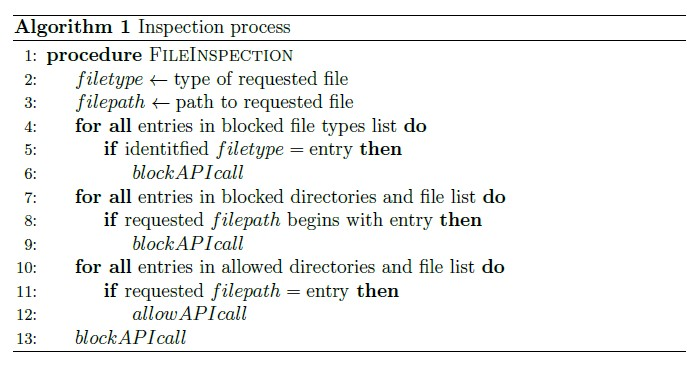 Algorithm 1 Inspection process
1: procedure FILEINSPECTION
2: filetype ← type of requested file
3: filepath ← path to requested file
4: for all entries in blocked file types list do
5: if identitfied filetype = entry then
6: blockAPIcall
7: for all entries in blocked directories and file list do
8: if requested filepath begins with entry then
9: blockAPIcall
10: for all entries in allowed directories and file list do
11: if requested filepath = entry then
12: allowAPIcall
13: blockAPIcall